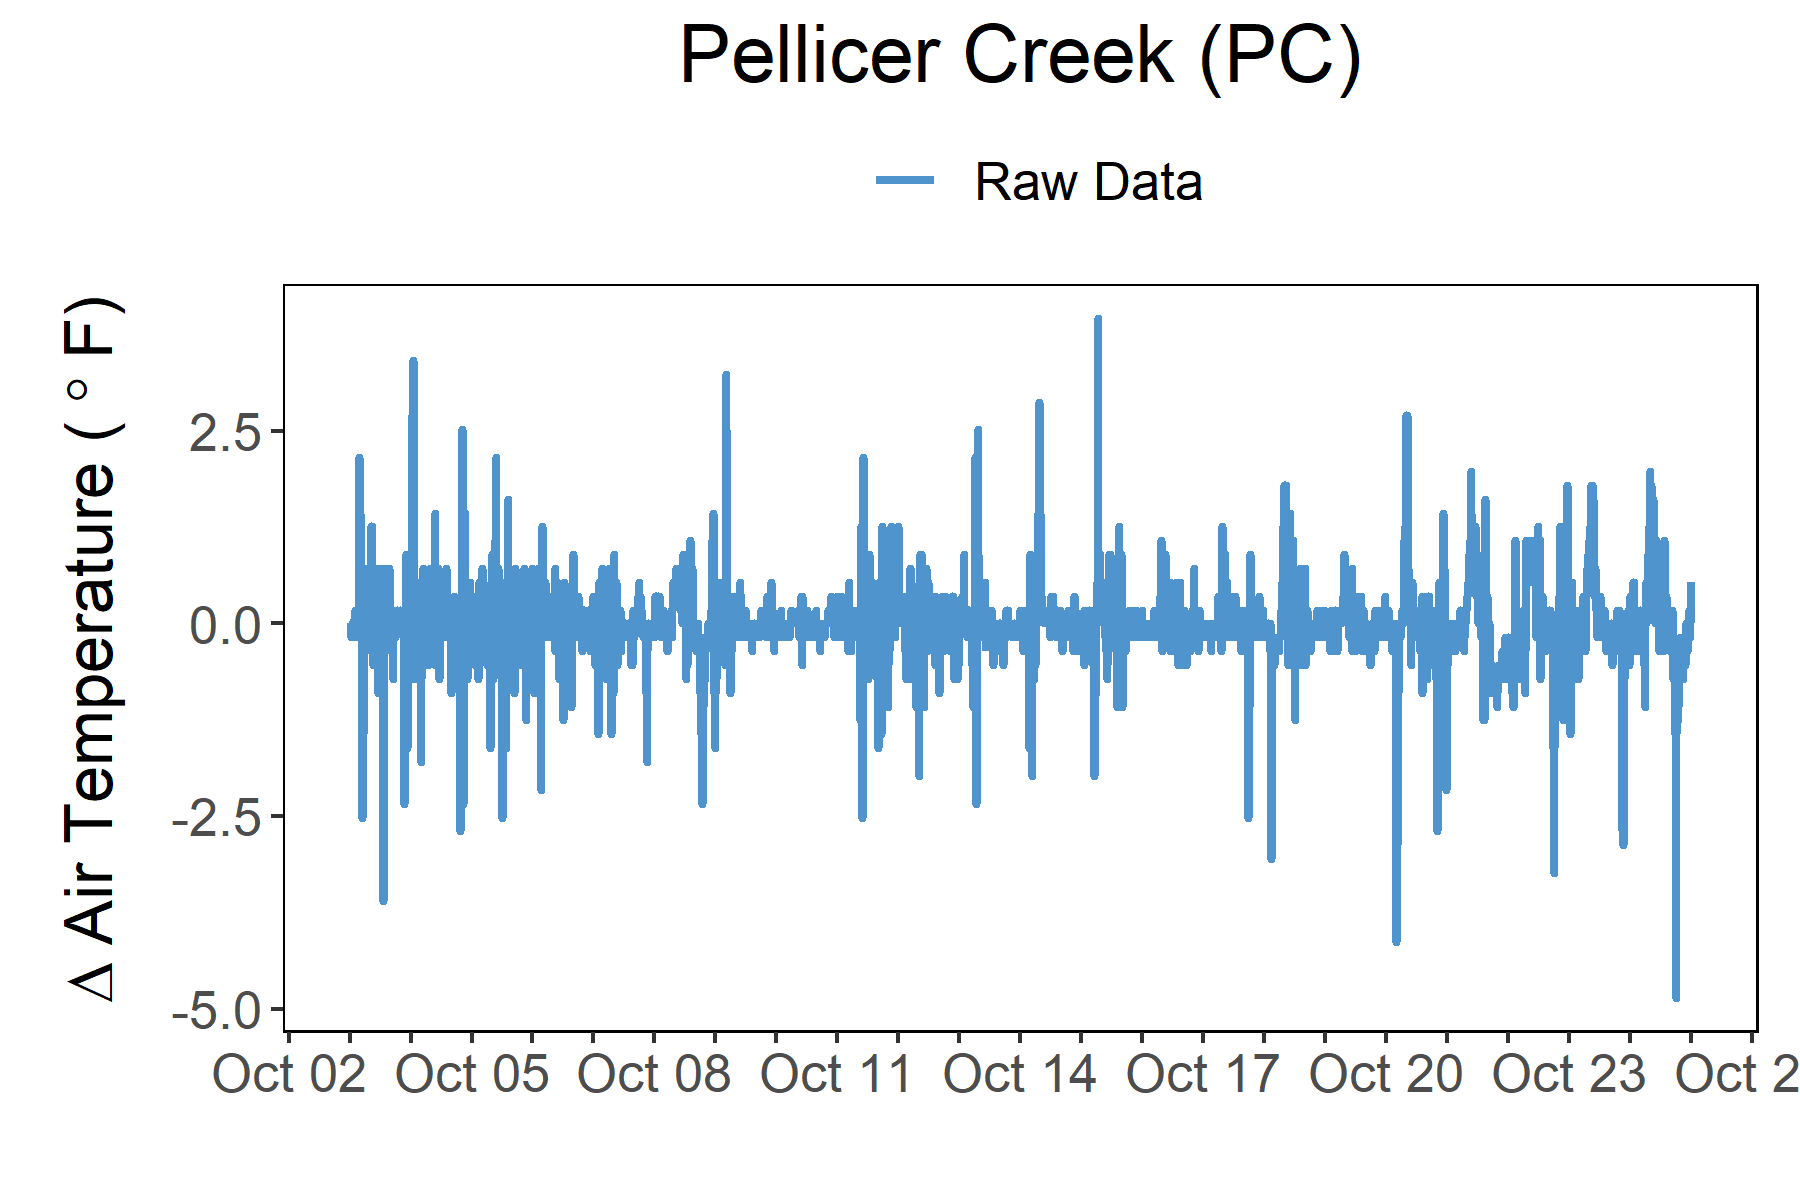 Pellicer Creek (PC)
Raw Data
Δ Air Temperature ( ° F)
2.5
0.0
-2.5
-5.0
Oct 02 Oct 05 Oct 08 Oct 11 Oct 14 Oct 17 Oct 20 Oct 23 Oct 2